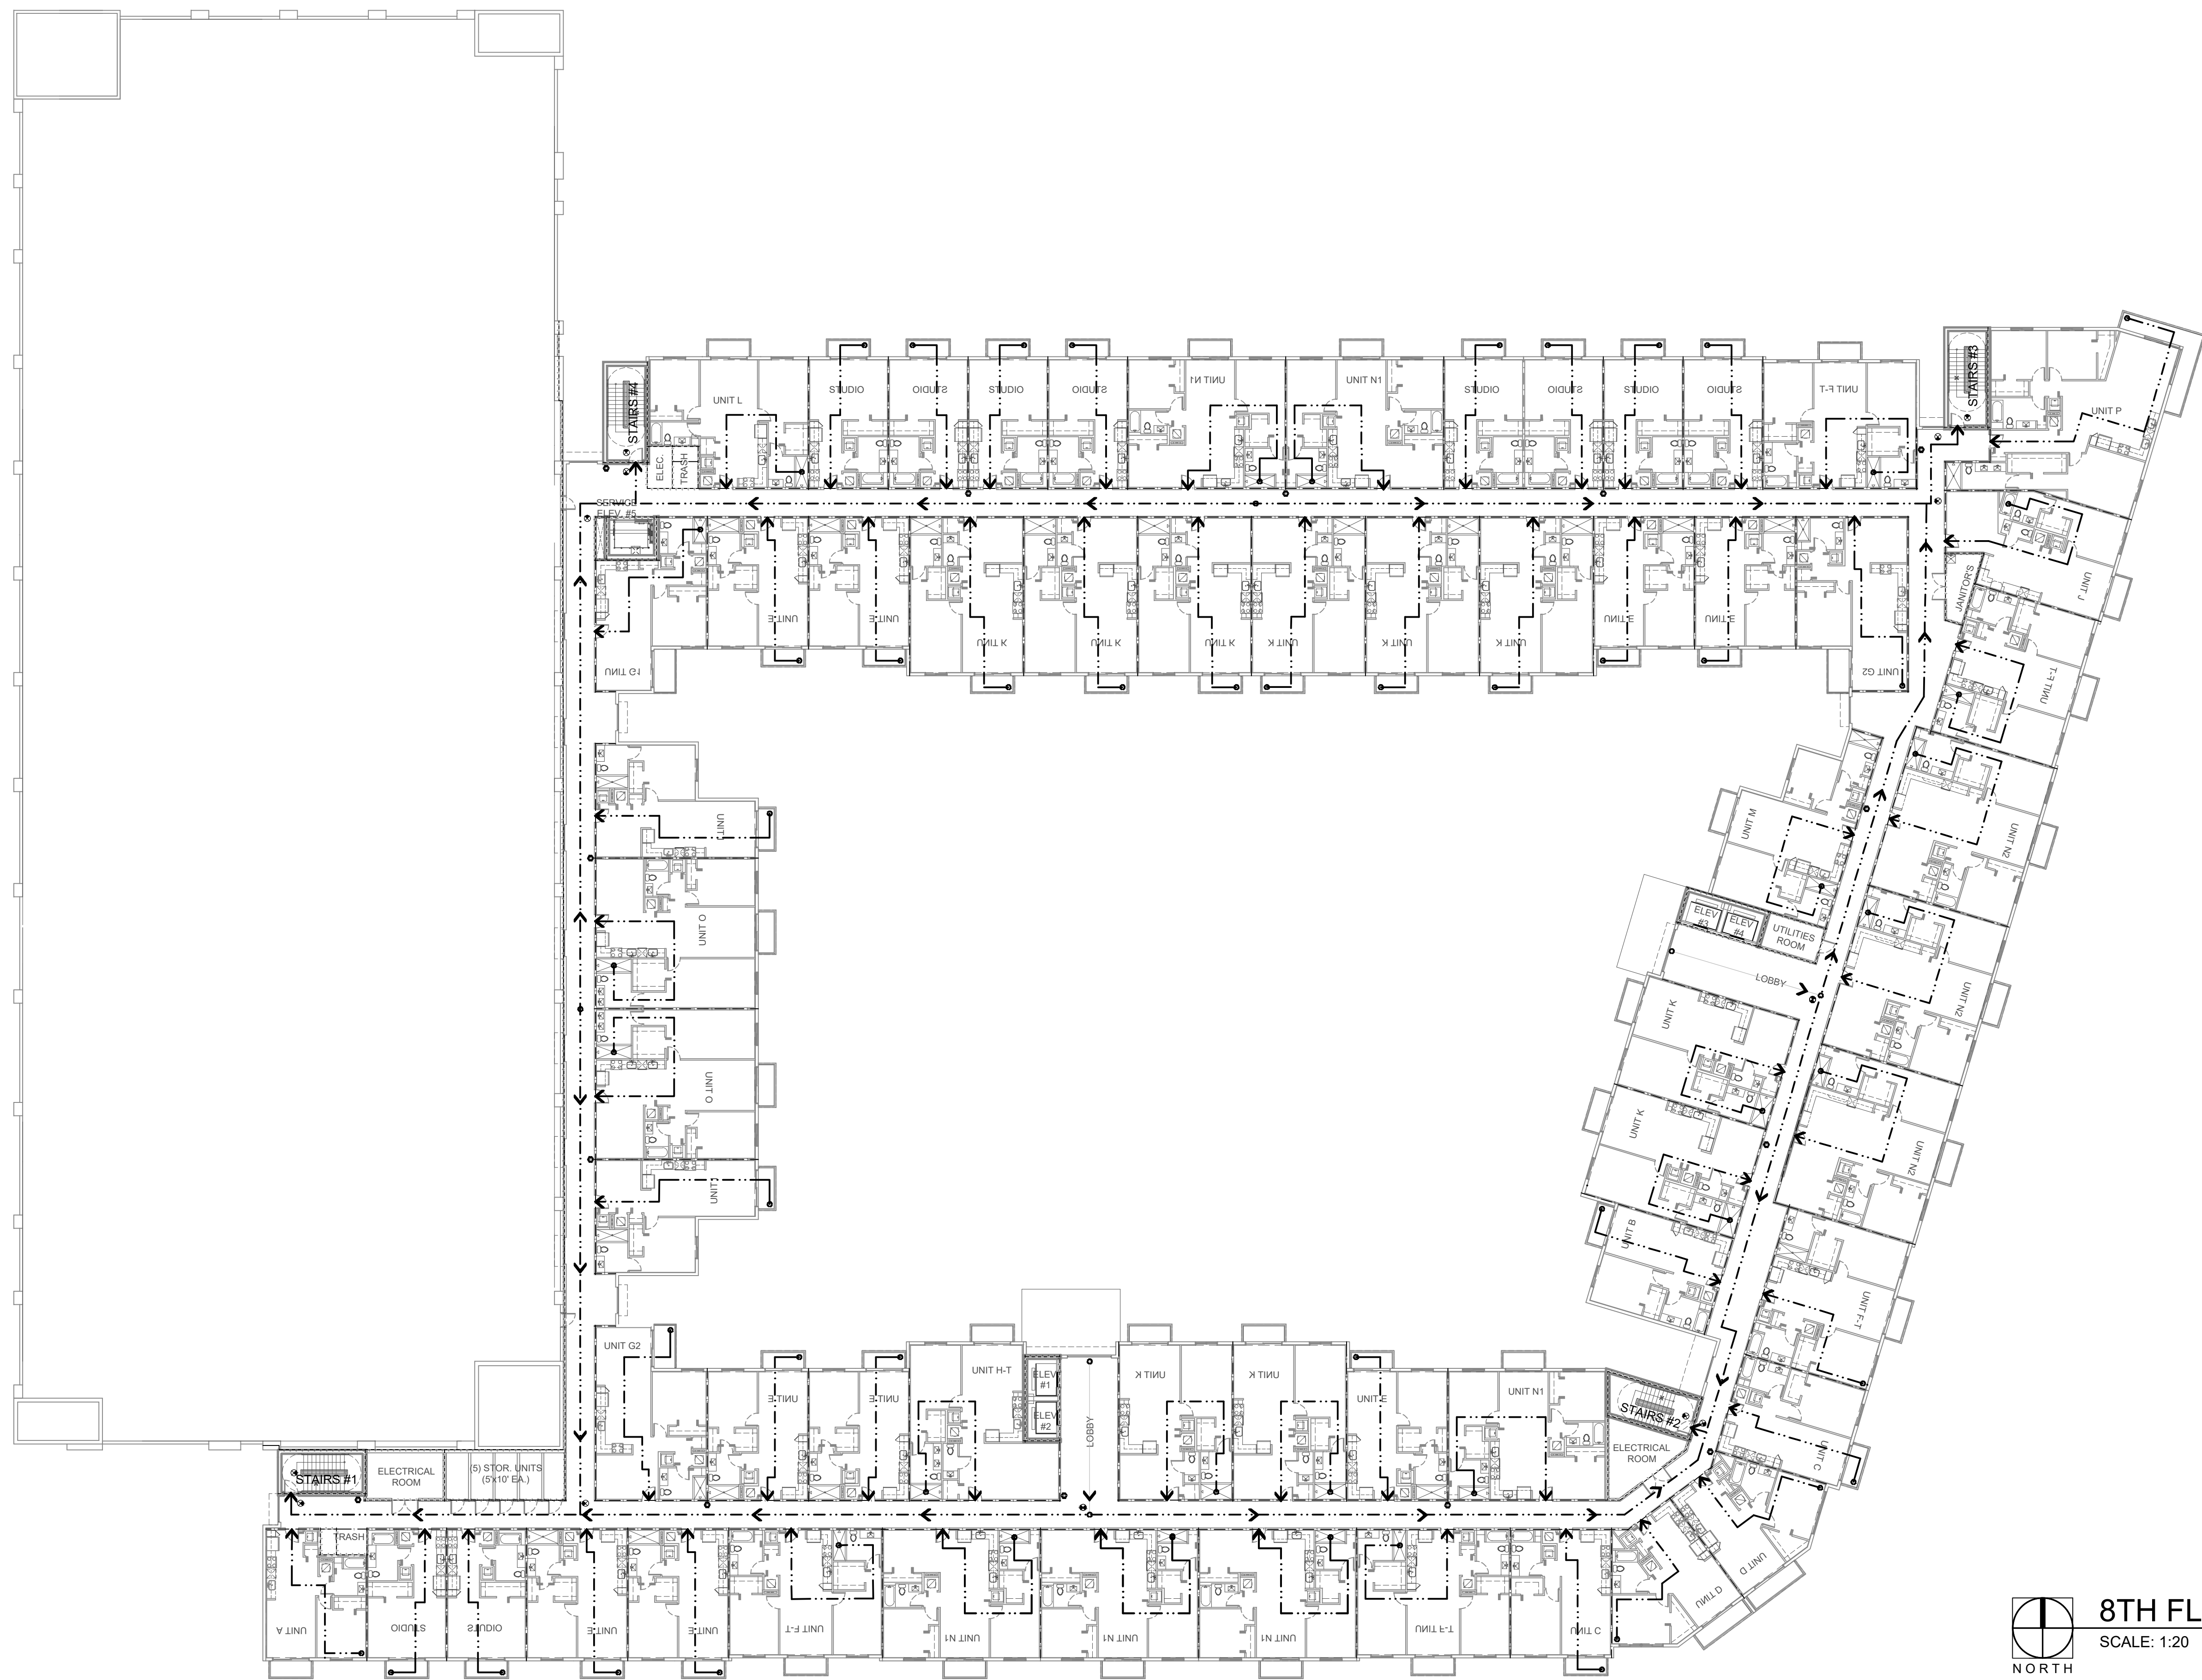 STAIRS #4
UNIT L
STUDIO
STUDIO
STUDIO
STUDIO
UNIT N1
UNIT N1
STUDIO
STUDIO
STUDIO
STUDIO
UNIT F-T
STAIRS #3
UNIT P
ELEC.
TRASH
SERVICE
ELEV. #5
UNIT G1
UNIT E
UNIT E
UNIT K
UNIT K
UNIT K
UNIT K
UNIT K
UNIT K
UNIT E
UNIT E
UNIT G2
JANITOR'S
UNIT J
UNIT F-T
UNIT M
UNIT N2
UNIT O
ELEV
#3
ELEV
#4
UTILITIES
ROOM
LOBBY
UNIT N2
UNIT K
UNIT O
UNIT K
UNIT N2
UNIT B
UNIT F-T
UNIT G2
UNIT E
UNIT E
UNIT H-T
ELEV
#1
ELEV
#2
LOBBY
UNIT K
UNIT K
UNIT E
UNIT N1
STAIRS #2
ELECTRICAL
ROOM
UNIT C
UNIT D
UNIT D
STAIRS #1
ELECTRICAL
ROOM
(5) STOR. UNITS
(5'x10' EA.)
TRASH
UNIT A
STUDIO
STUDIO
UNIT E
UNIT E
UNIT F-T
UNIT N1
UNIT N1
UNIT N1
UNIT F-T
UNIT C
8TH FL
SCALE: 1:20
NORTH